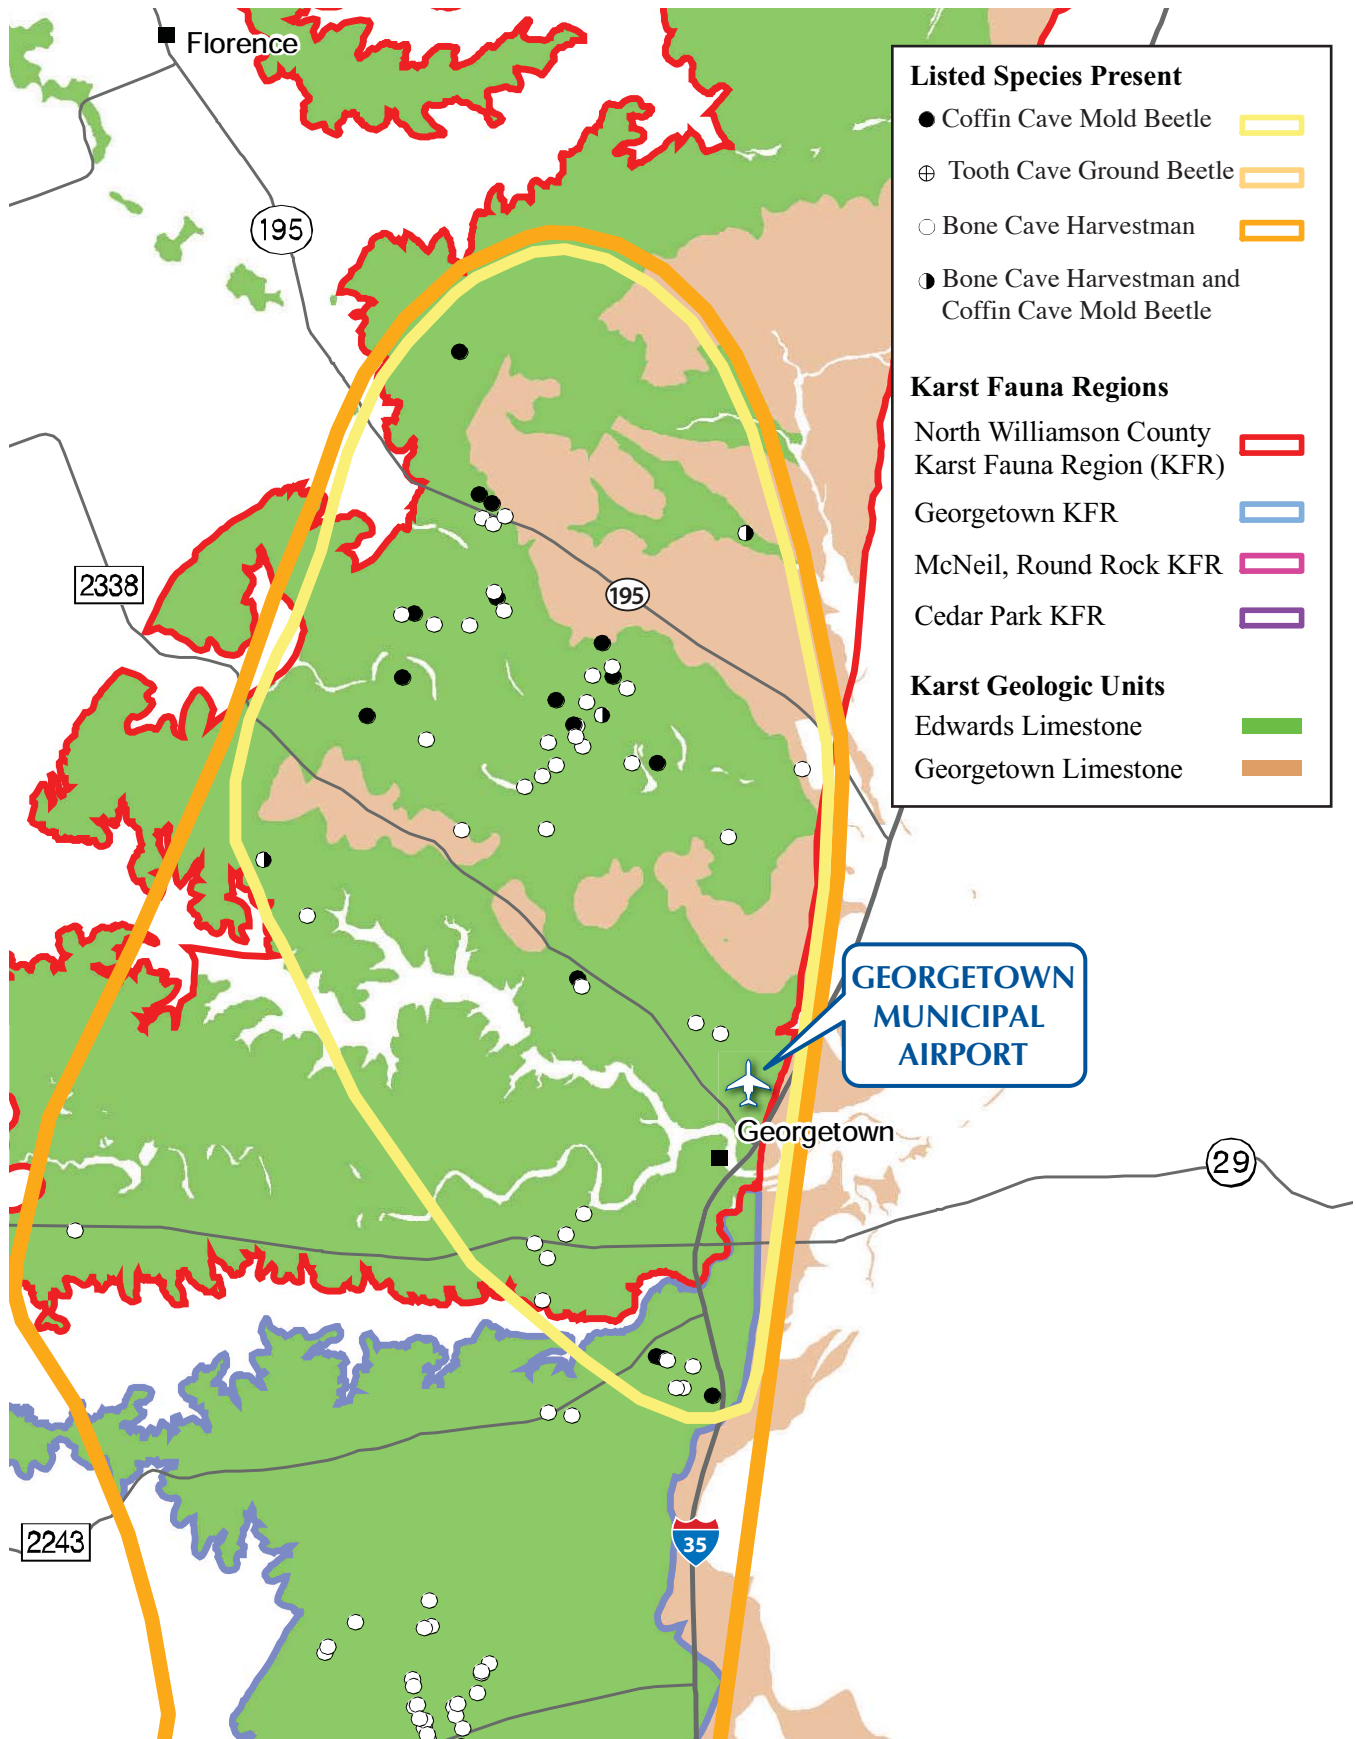 Florence
195
2338
195
Listed Species Present
Coffin Cave Mold Beetle
Tooth Cave Ground Beetle
Bone Cave Harvestman
Bone Cave Harvestman and
Coffin Cave Mold Beetle
Karst Fauna Regions
North Williamson County
Karst Fauna Region (KFR)
Georgetown KFR
McNeil, Round Rock KFR
Cedar Park KFR
Karst Geologic Units
Edwards Limestone
Georgetown Limestone
GEORGETOWN
MUNICIPAL
AIRPORT
Georgetown
29
2243
35